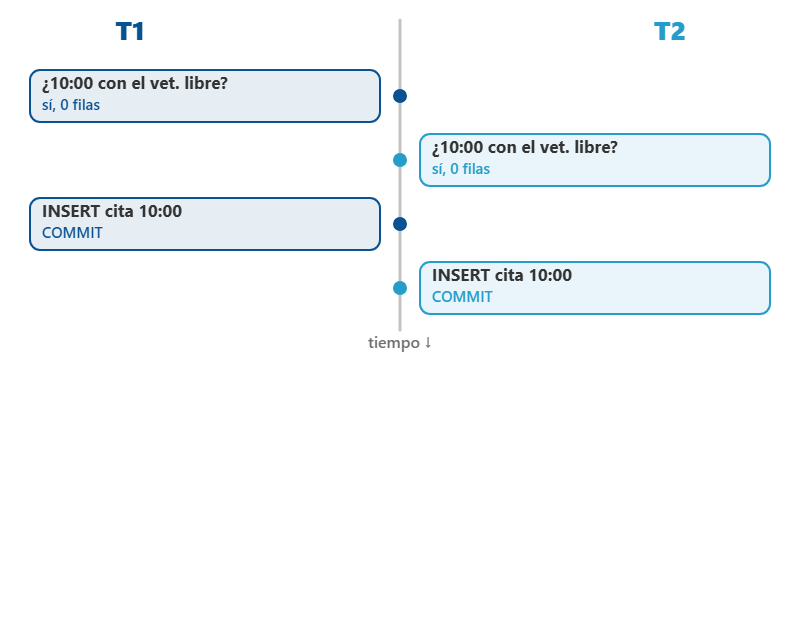 T1
T2
¿10:00 con el vet. libre?
sí, 0 filas
¿10:00 con el vet. libre?
sí, 0 filas
INSERT cita 10:00
COMMIT
INSERT cita 10:00
COMMIT
tiempo ↓